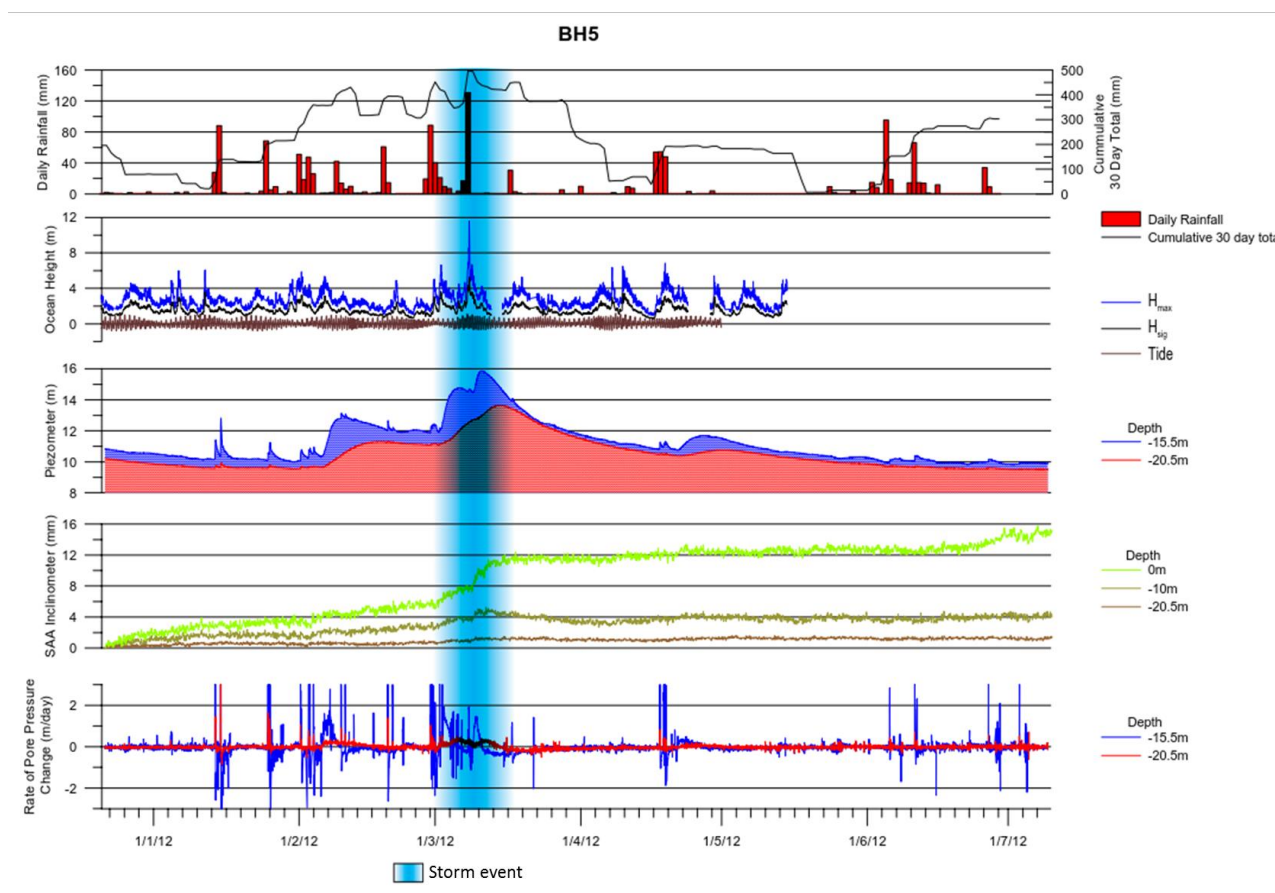 BH5
160
120
80
40
0
Daily Rainfall (mm)
500
400
300
200
100
0
Cummulative
30 Day Total (mm)
Daily Rainfall
Cumulative 30 day tota
12
8
4
0
Ocean Height (m)
Hmax
Hsig
Tide
16
14
12
10
8
Piezometer (m)
Depth
-15.5m
-20.5m
16
12
8
4
0
SAA Inclinometer (mm)
Depth
0m
-10m
-20.5m
2
0
-2
Rate of Pore Pressure
Change (m/day)
Depth
-15.5m
-20.5m
1/1/12 1/2/12 1/3/12 1/4/12 1/5/12 1/6/12 1/7/12
Storm event